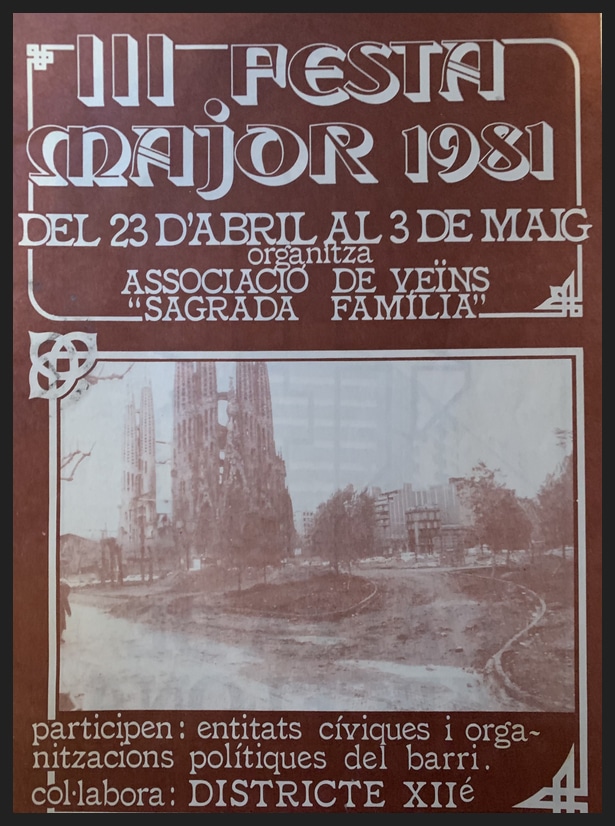 III FESTA
MAJOR 1981
DEL 23 D'ABRIL AL 3 DE MAIG
organitza
ASSOCIACIÓ DE VEÏNS
"SAGRADA FAMÍLIA"
participen: entitats cíviques i orga-
nitzacions polítiques del barri.
col·labora: DISTRICTE XIIé